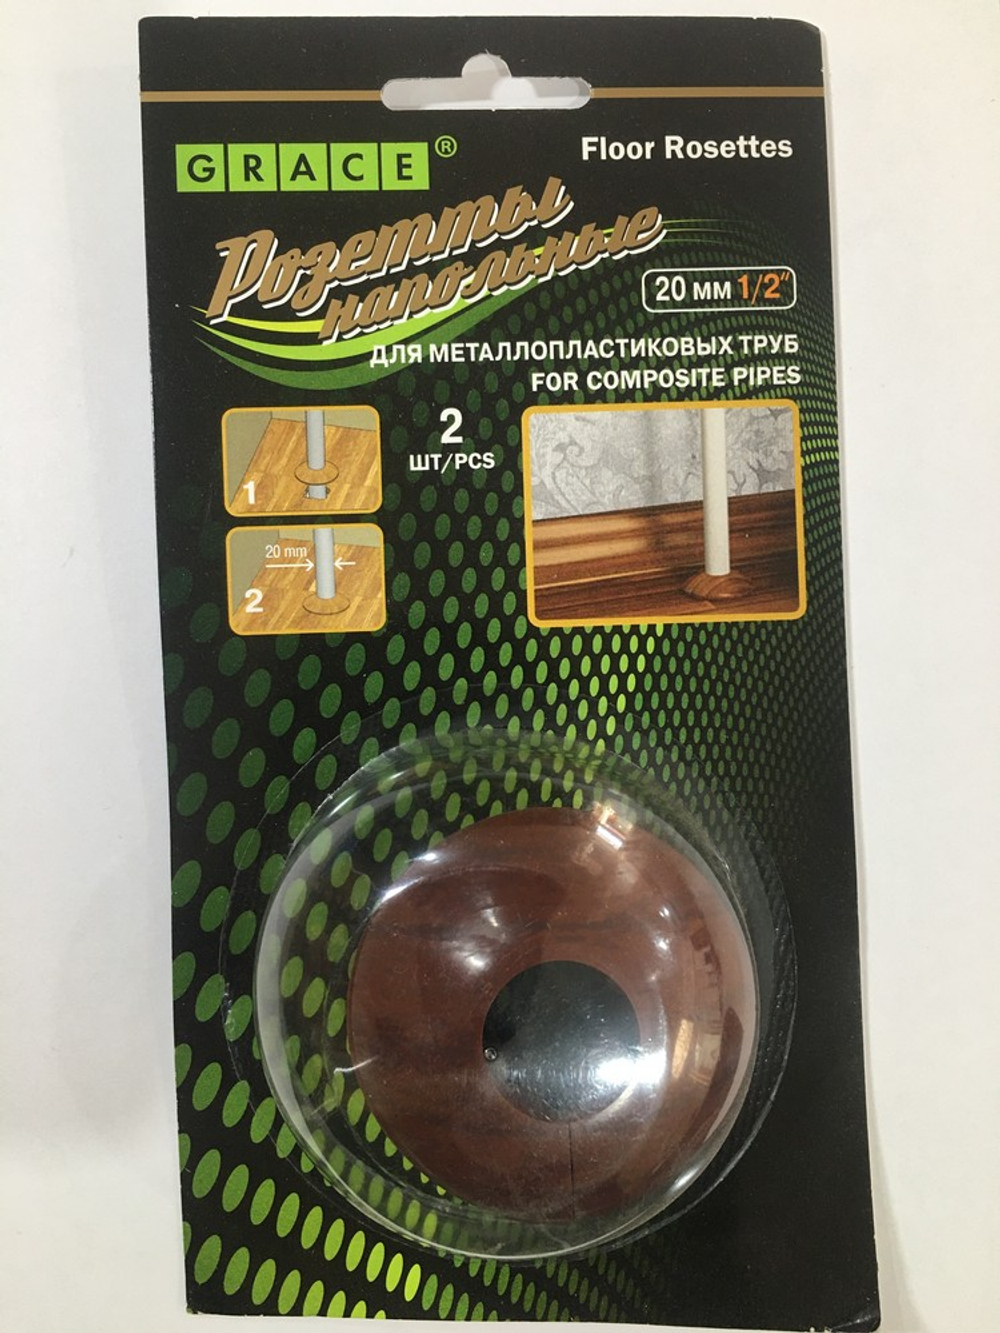 GRACE®
Floor Rosettes
Розетты
напольные
20 мм 1/2"
ДЛЯ МЕТАЛЛОПЛАСТИКОВЫХ ТРУБ
FOR COMPOSITE PIPES
2
ШТ/PCS
1
20 mm
2